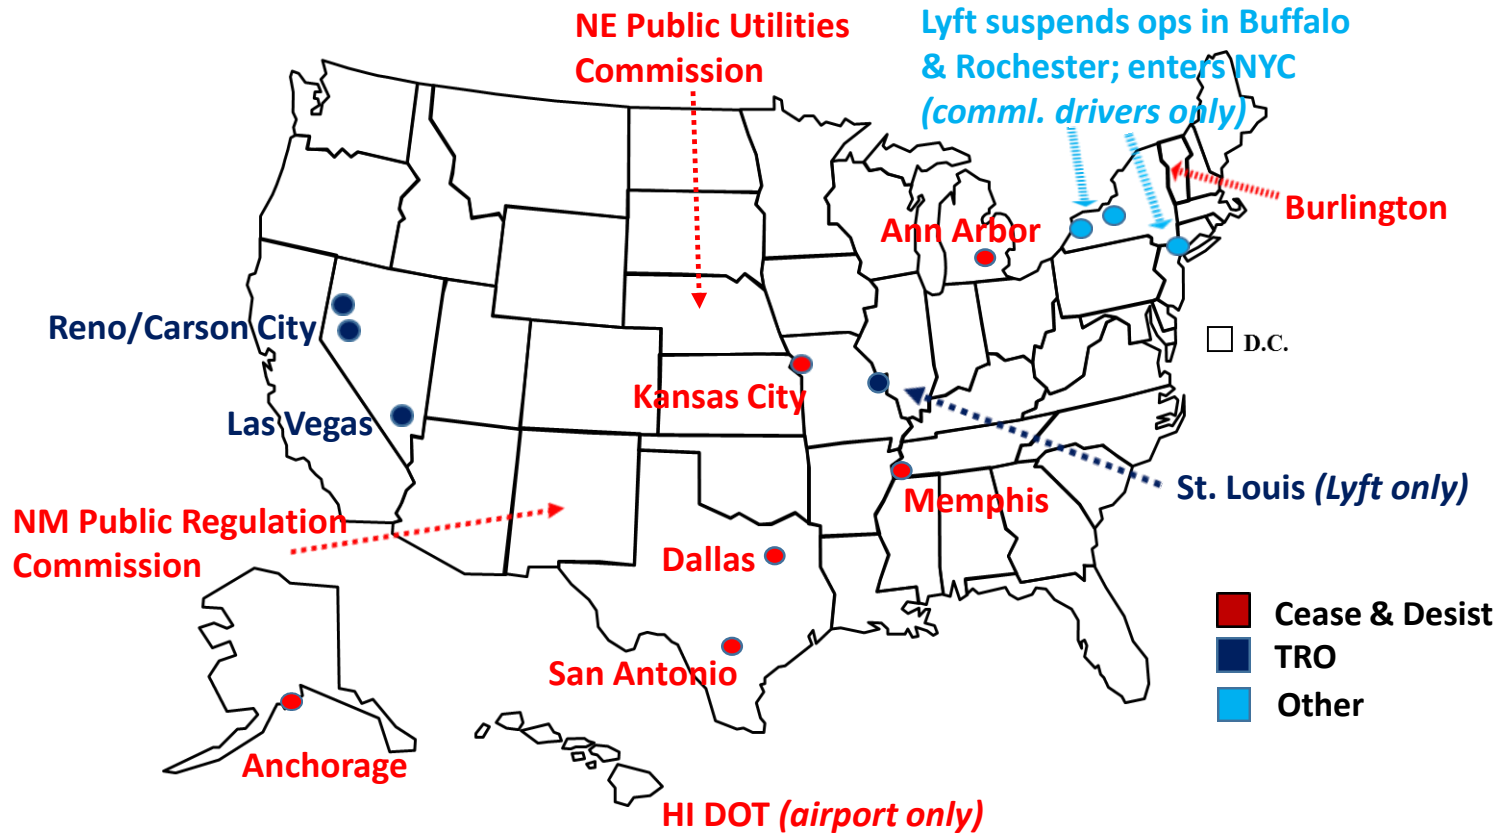 NE Public Utilities
Commission
Lyft suspends ops in Buffalo
& Rochester; enters NYC
(comml. drivers only)
Burlington
Ann Arbor
Reno/Carson City
D.C.
Kansas City
Las Vegas
St. Louis (Lyft only)
Memphis
NM Public Regulation
Commission
Dallas
San Antonio
Cease & Desist
TRO
Other
Anchorage
HI DOT (airport only)